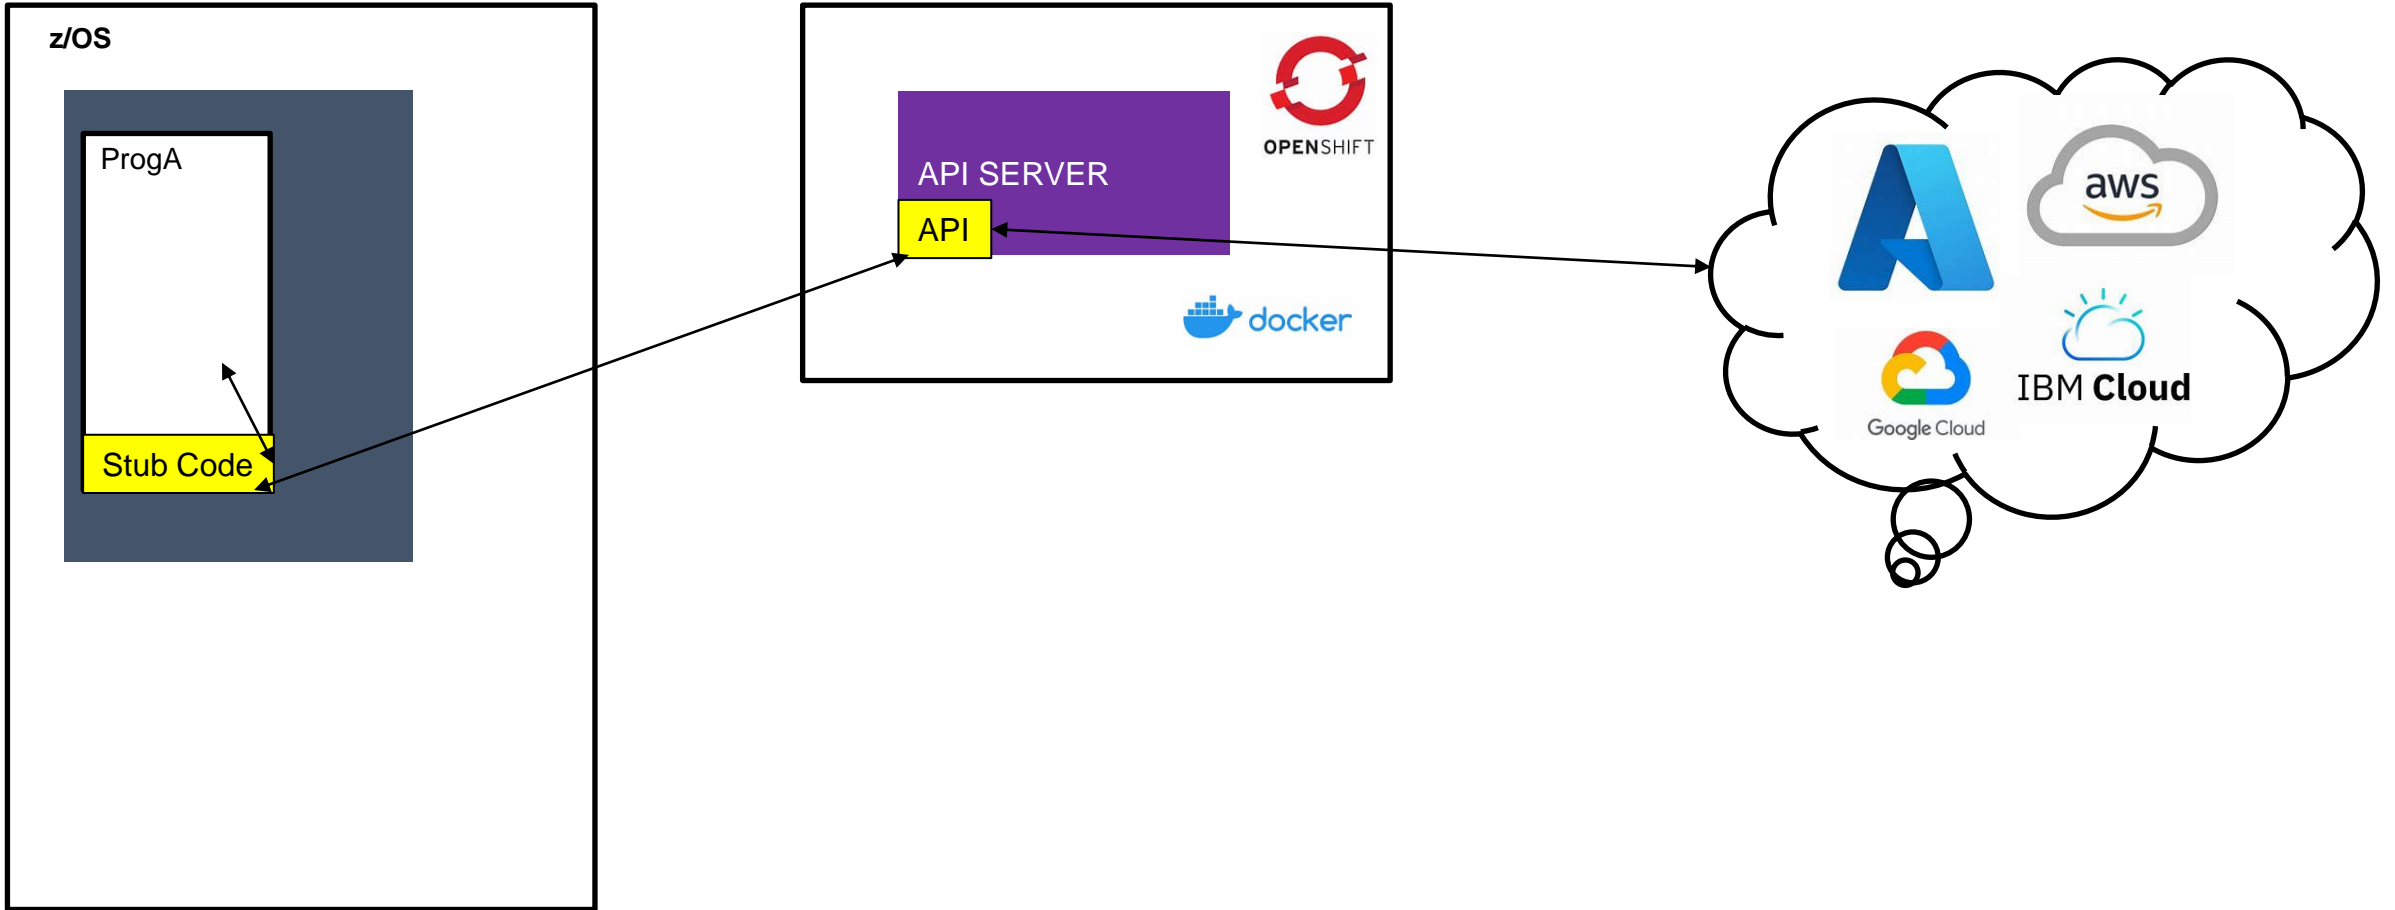 z/OS
ProgA
Stub Code
API SERVER
API
OPENSHIFT
docker
aws
Google Cloud
IBM Cloud